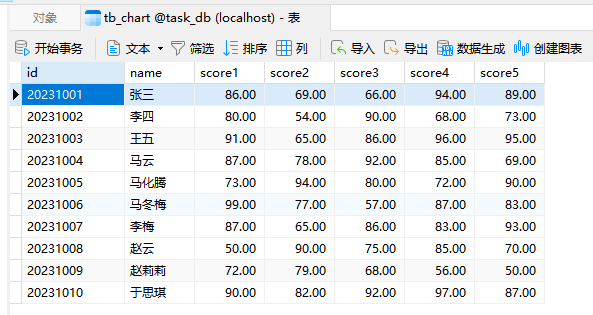 对象 tb_chart @task_db (localhost) - 表
开始事务 文本 筛选 排序 列 导入 导出 数据生成 创建图表
id name score1 score2 score3 score4 score5
20231001 张三 86.00 69.00 66.00 94.00 89.00
20231002 李四 80.00 54.00 90.00 68.00 73.00
20231003 王五 91.00 65.00 86.00 96.00 95.00
20231004 马云 87.00 78.00 92.00 85.00 69.00
20231005 马化腾 73.00 94.00 80.00 72.00 90.00
20231006 马冬梅 99.00 77.00 57.00 87.00 83.00
20231007 李梅 87.00 65.00 86.00 83.00 93.00
20231008 赵云 50.00 90.00 75.00 85.00 70.00
20231009 赵莉莉 72.00 79.00 68.00 56.00 50.00
20231010 于思琪 90.00 82.00 92.00 97.00 87.00